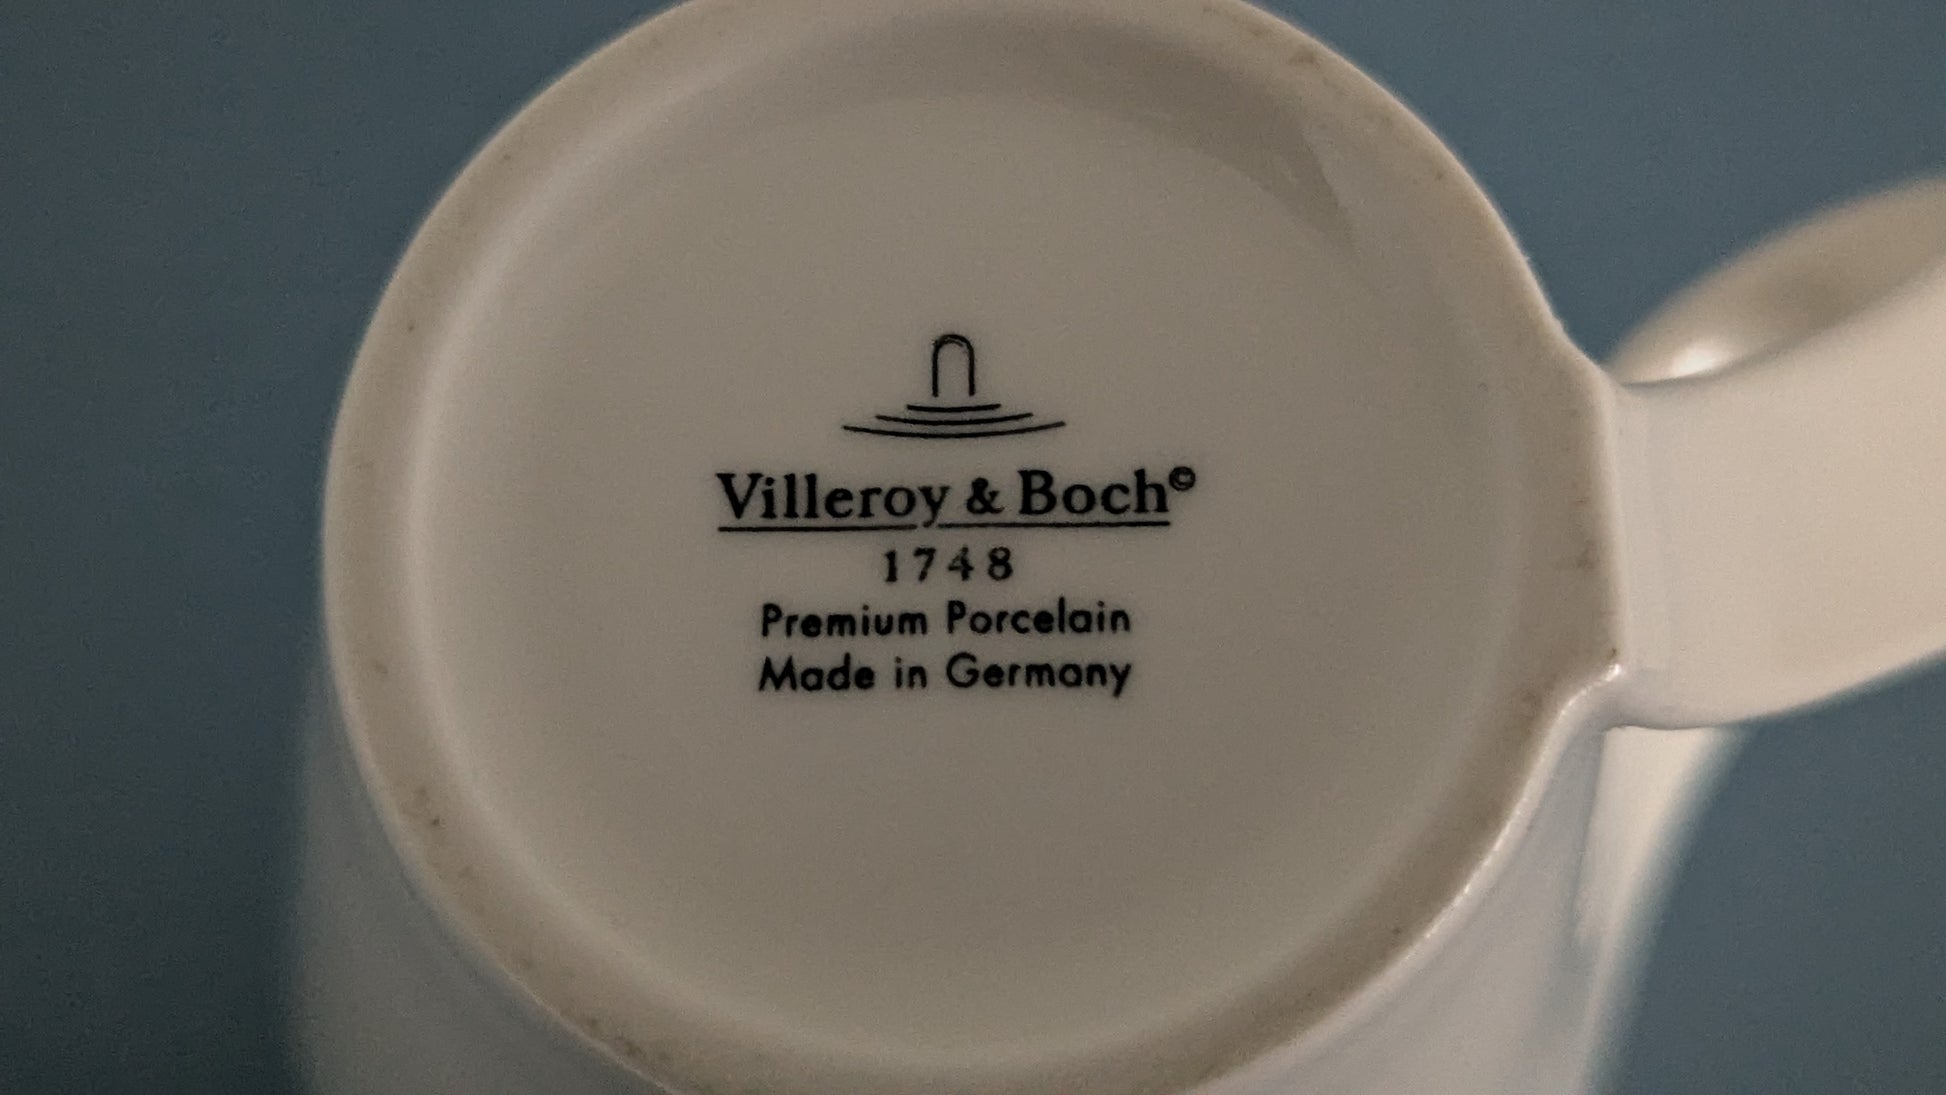 Villeroy & Boch©
1748
Premium Porcelain
Made in Germany